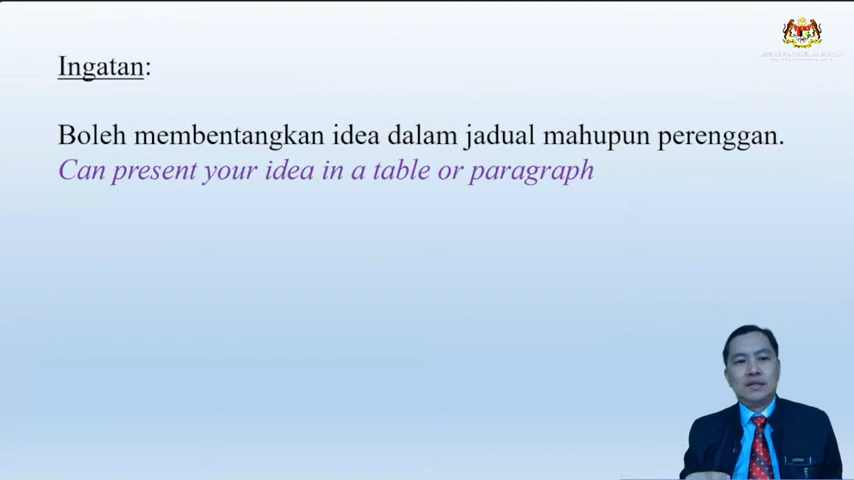 Ingatan:
Boleh membentangkan idea dalam jadual mahupun perenggan.
Can present your idea in a table or paragraph